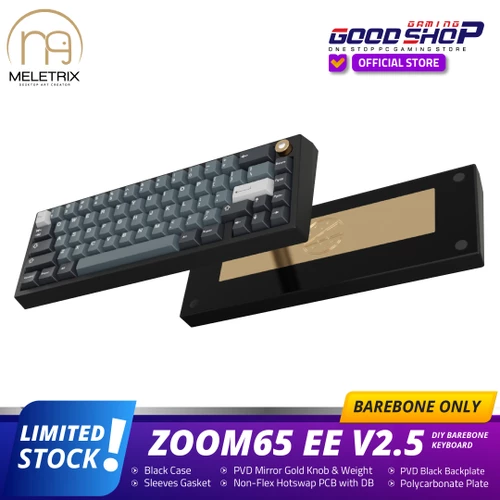 MELETRIX
DESKTOP ART CREATOR
GAMING
GOODSHOP
ONE STOP PC GAMING STORE
OFFICIAL STORE
BAREBONE ONLY
LIMITED
STOCK!
ZOOM65 EE V2.5
DIY BAREBONE
KEYBOARD
• Black Case
• PVD Mirror Gold Knob & Weight
• PVD Black Backplate
• Sleeves Gasket
• Non-Flex Hotswap PCB with DB
• Polycarbonate Plate